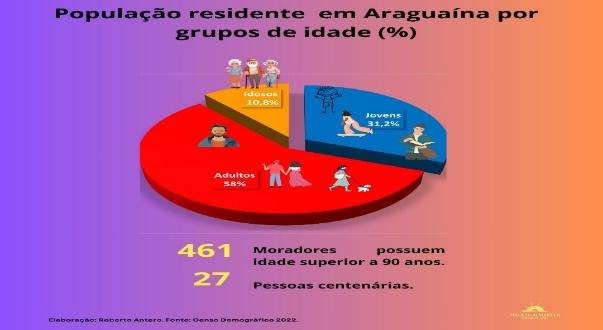 População residente em Araguaína por
grupos de idade (%)
Idosos
10,8%
Jovens
31,2%
Adultos
58%
461 Moradores possuem
idade superior a 90 anos.
27 Pessoas centenárias.
Elaboração: Roberto Antero. Fonte: Censo Demográfico 2022.